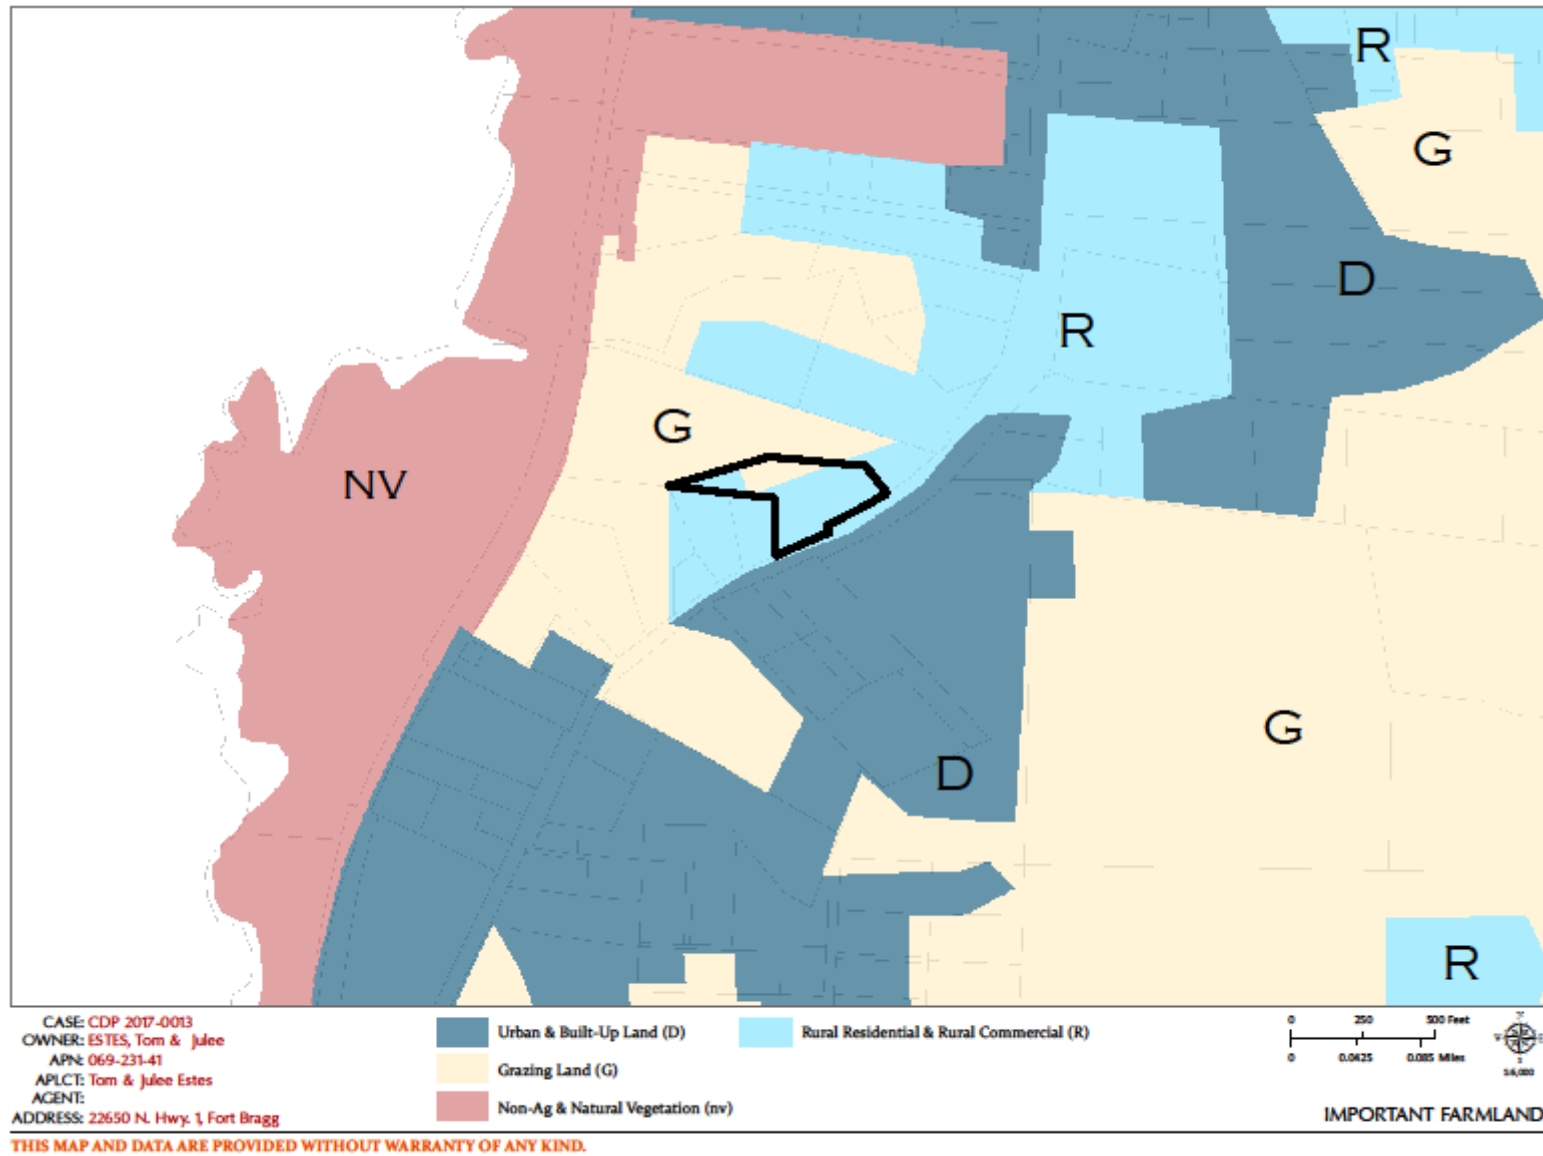 R
G
D
R
G
NV
G
D
R
CASE: CDP 2017-0013
OWNER: ESTES, Tom & Julee
APN: 069-231-41
APLCT: Tom & Julee Estes
AGENT:
ADDRESS: 22650 N. Hwy. 1, Fort Bragg
Urban & Built-Up Land (D)
Grazing Land (G)
Non-Ag & Natural Vegetation (nv)
Rural Residential & Rural Commercial (R)
0 250 500 Feet
0 0.0425 0.085 Miles
1:6,000
IMPORTANT FARMLAND
THIS MAP AND DATA ARE PROVIDED WITHOUT WARRANTY OF ANY KIND.